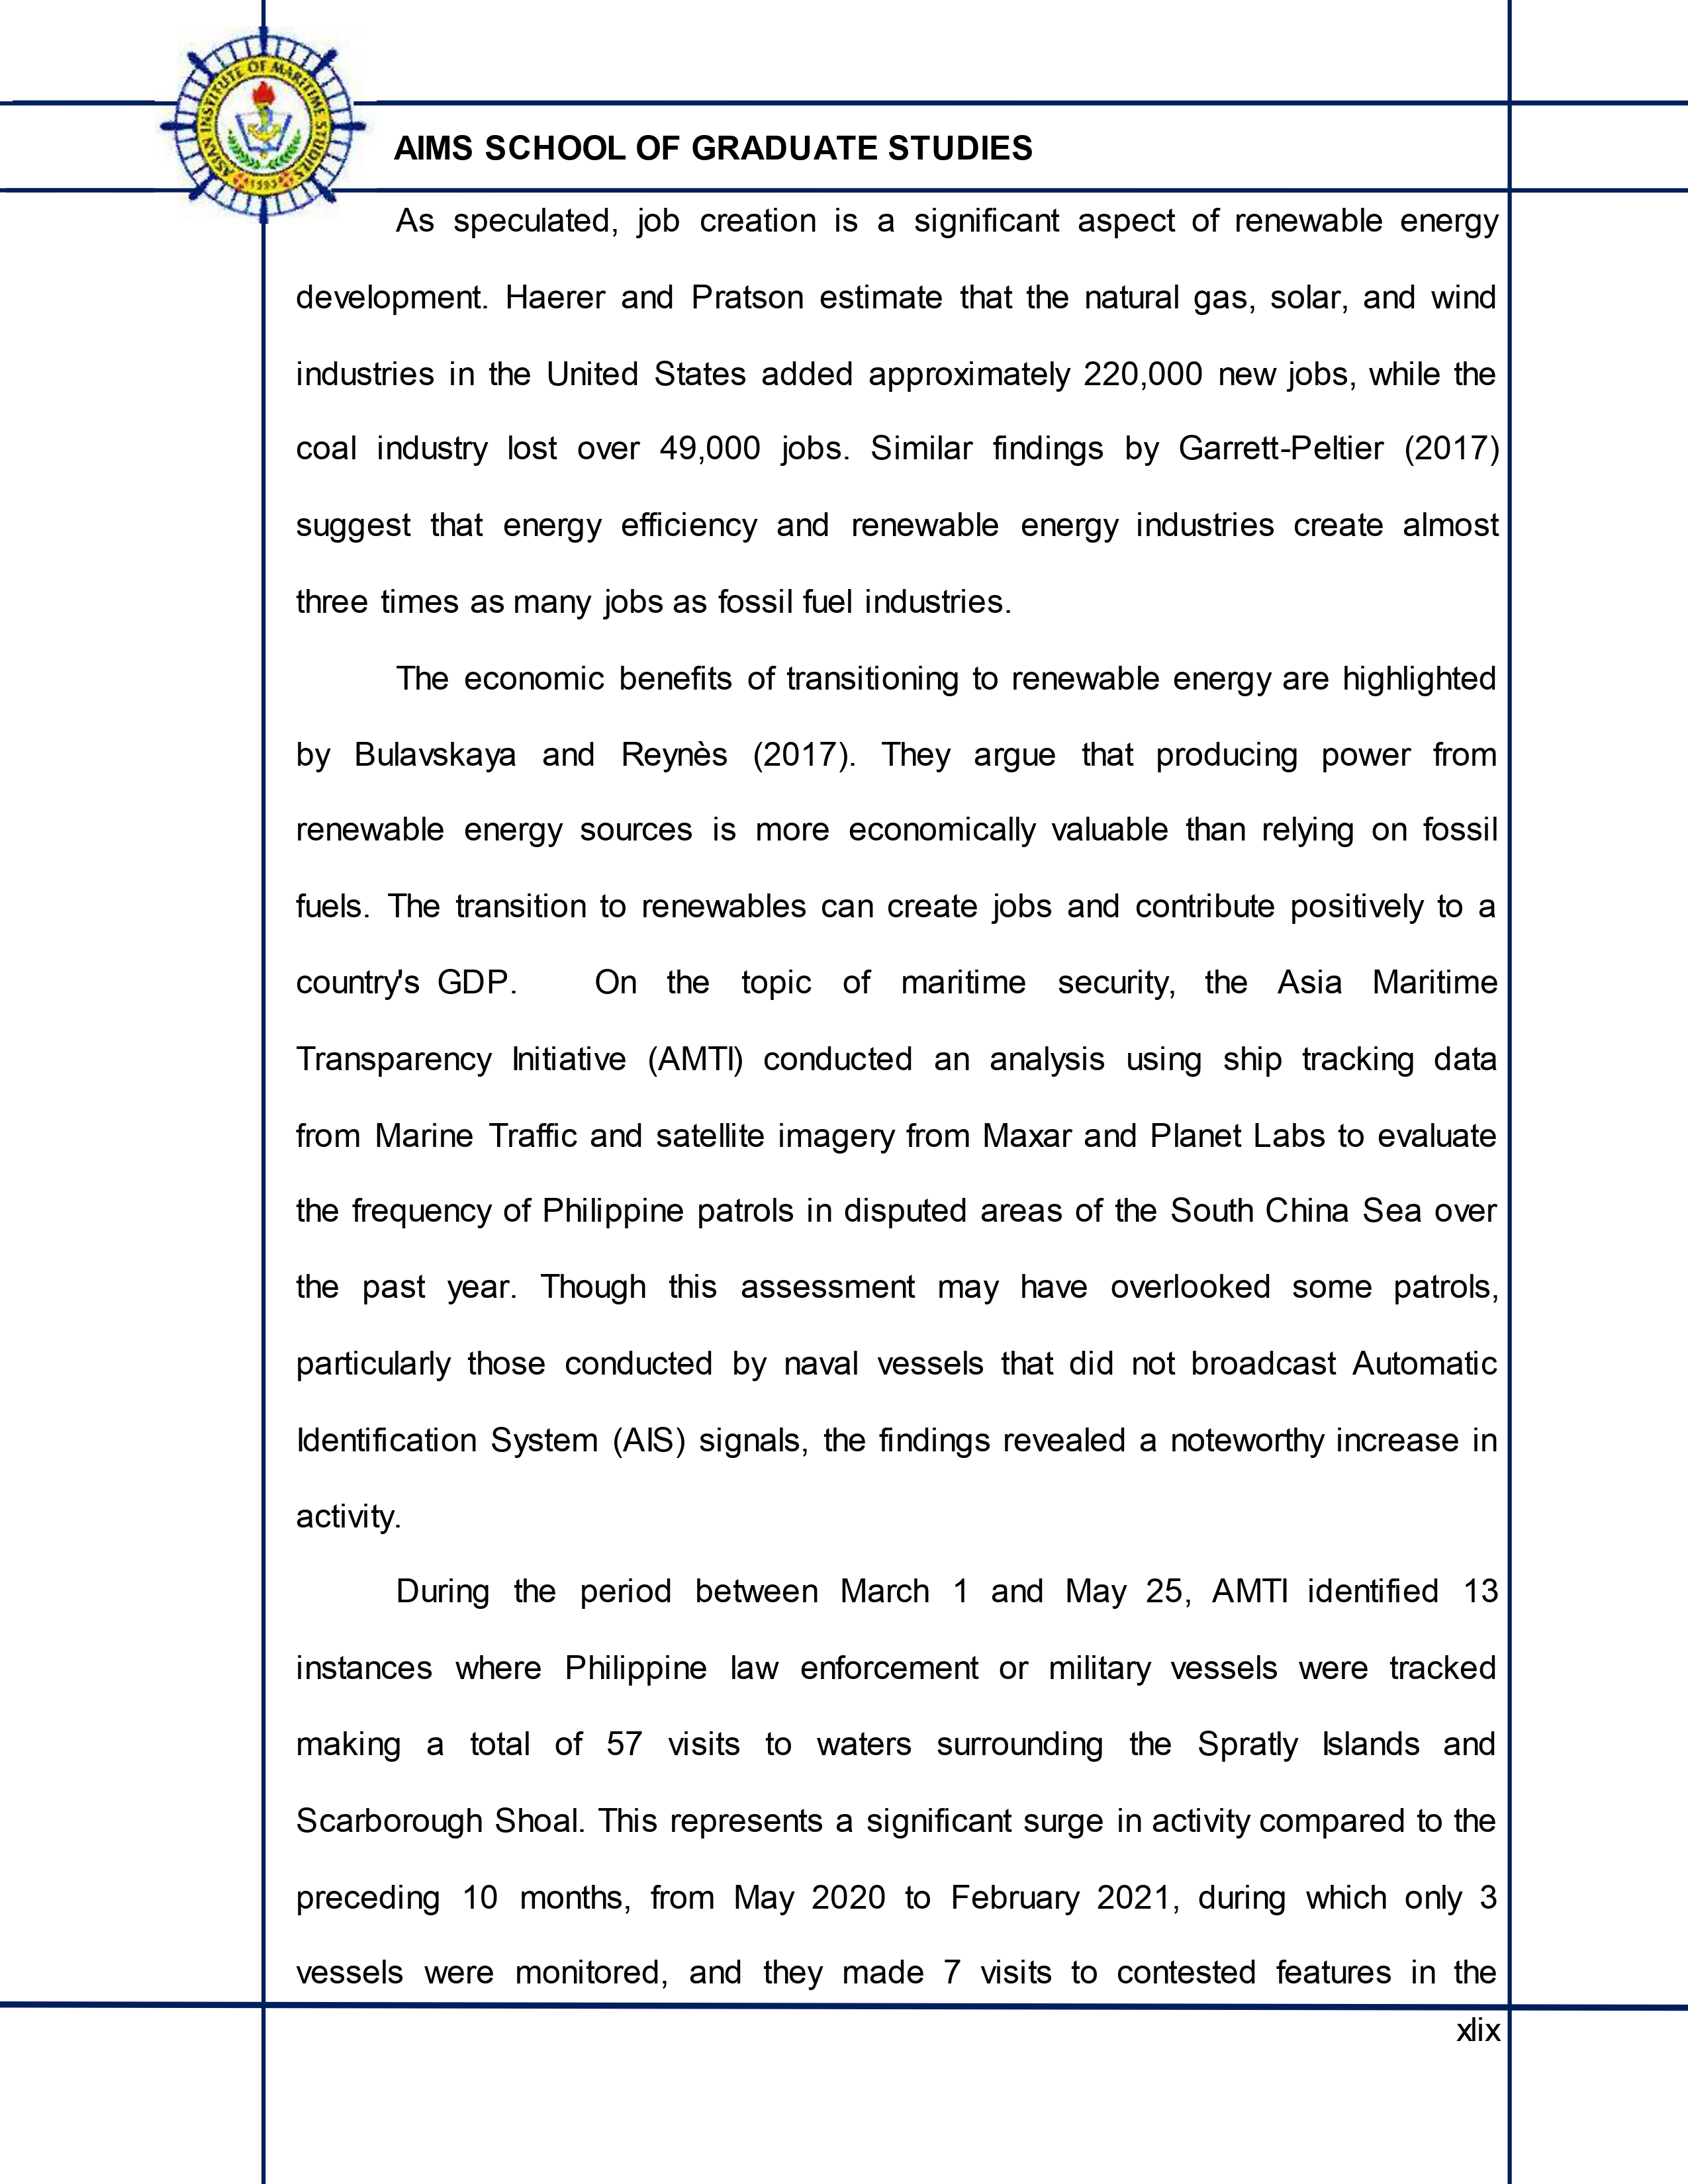 ASIAN INSTITUTE OF MARITIME STUDIES
1993
AIMS SCHOOL OF GRADUATE STUDIES
As speculated, job creation is a significant aspect of renewable energy
development. Haerer and Pratson estimate that the natural gas, solar, and wind
industries in the United States added approximately 220,000 new jobs, while the
coal industry lost over 49,000 jobs. Similar findings by Garrett-Peltier (2017)
suggest that energy efficiency and renewable energy industries create almost
three times as many jobs as fossil fuel industries.
The economic benefits of transitioning to renewable energy are highlighted
by Bulavskaya and Reynès (2017). They argue that producing power from
renewable energy sources is more economically valuable than relying on fossil
fuels. The transition to renewables can create jobs and contribute positively to a
country's GDP. On the topic of maritime security, the Asia Maritime
Transparency Initiative (AMTI) conducted an analysis using ship tracking data
from Marine Traffic and satellite imagery from Maxar and Planet Labs to evaluate
the frequency of Philippine patrols in disputed areas of the South China Sea over
the past year. Though this assessment may have overlooked some patrols,
particularly those conducted by naval vessels that did not broadcast Automatic
Identification System (AIS) signals, the findings revealed a noteworthy increase in
activity.
During the period between March 1 and May 25, AMTI identified 13
instances where Philippine law enforcement or military vessels were tracked
making a total of 57 visits to waters surrounding the Spratly Islands and
Scarborough Shoal. This represents a significant surge in activity compared to the
preceding 10 months, from May 2020 to February 2021, during which only 3
vessels were monitored, and they made 7 visits to contested features in the
xlix